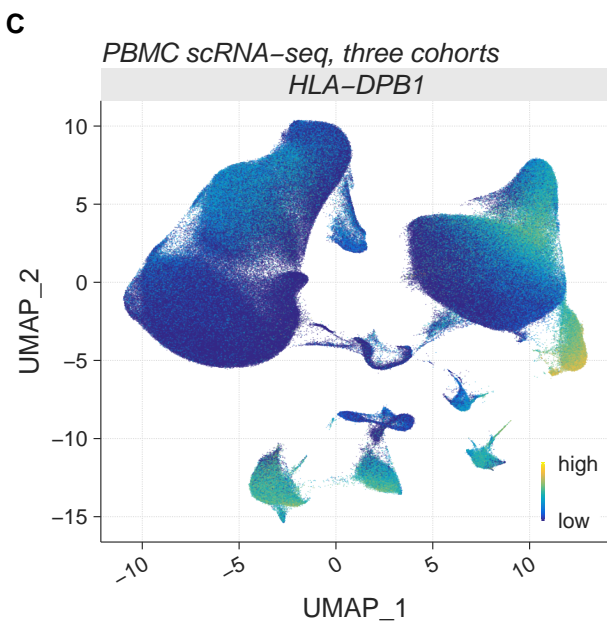 C
PBMC scRNA−seq, three cohorts
HLA−DPB1
10
5
0
−5
−10
−15
UMAP_2
high
low
−10
−5
0
5
10
UMAP_1